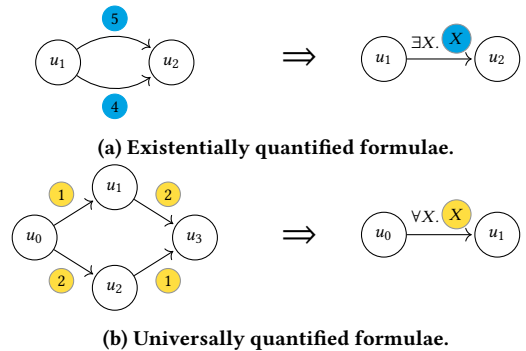 5
u1 u2 ⇒ u1 ∃X. X u2
4
(a) Existentially quantified formulae.
u1
1 2
u0 u3 ⇒ u0 ∀X. X u1
2 1
u2
(b) Universally quantified formulae.